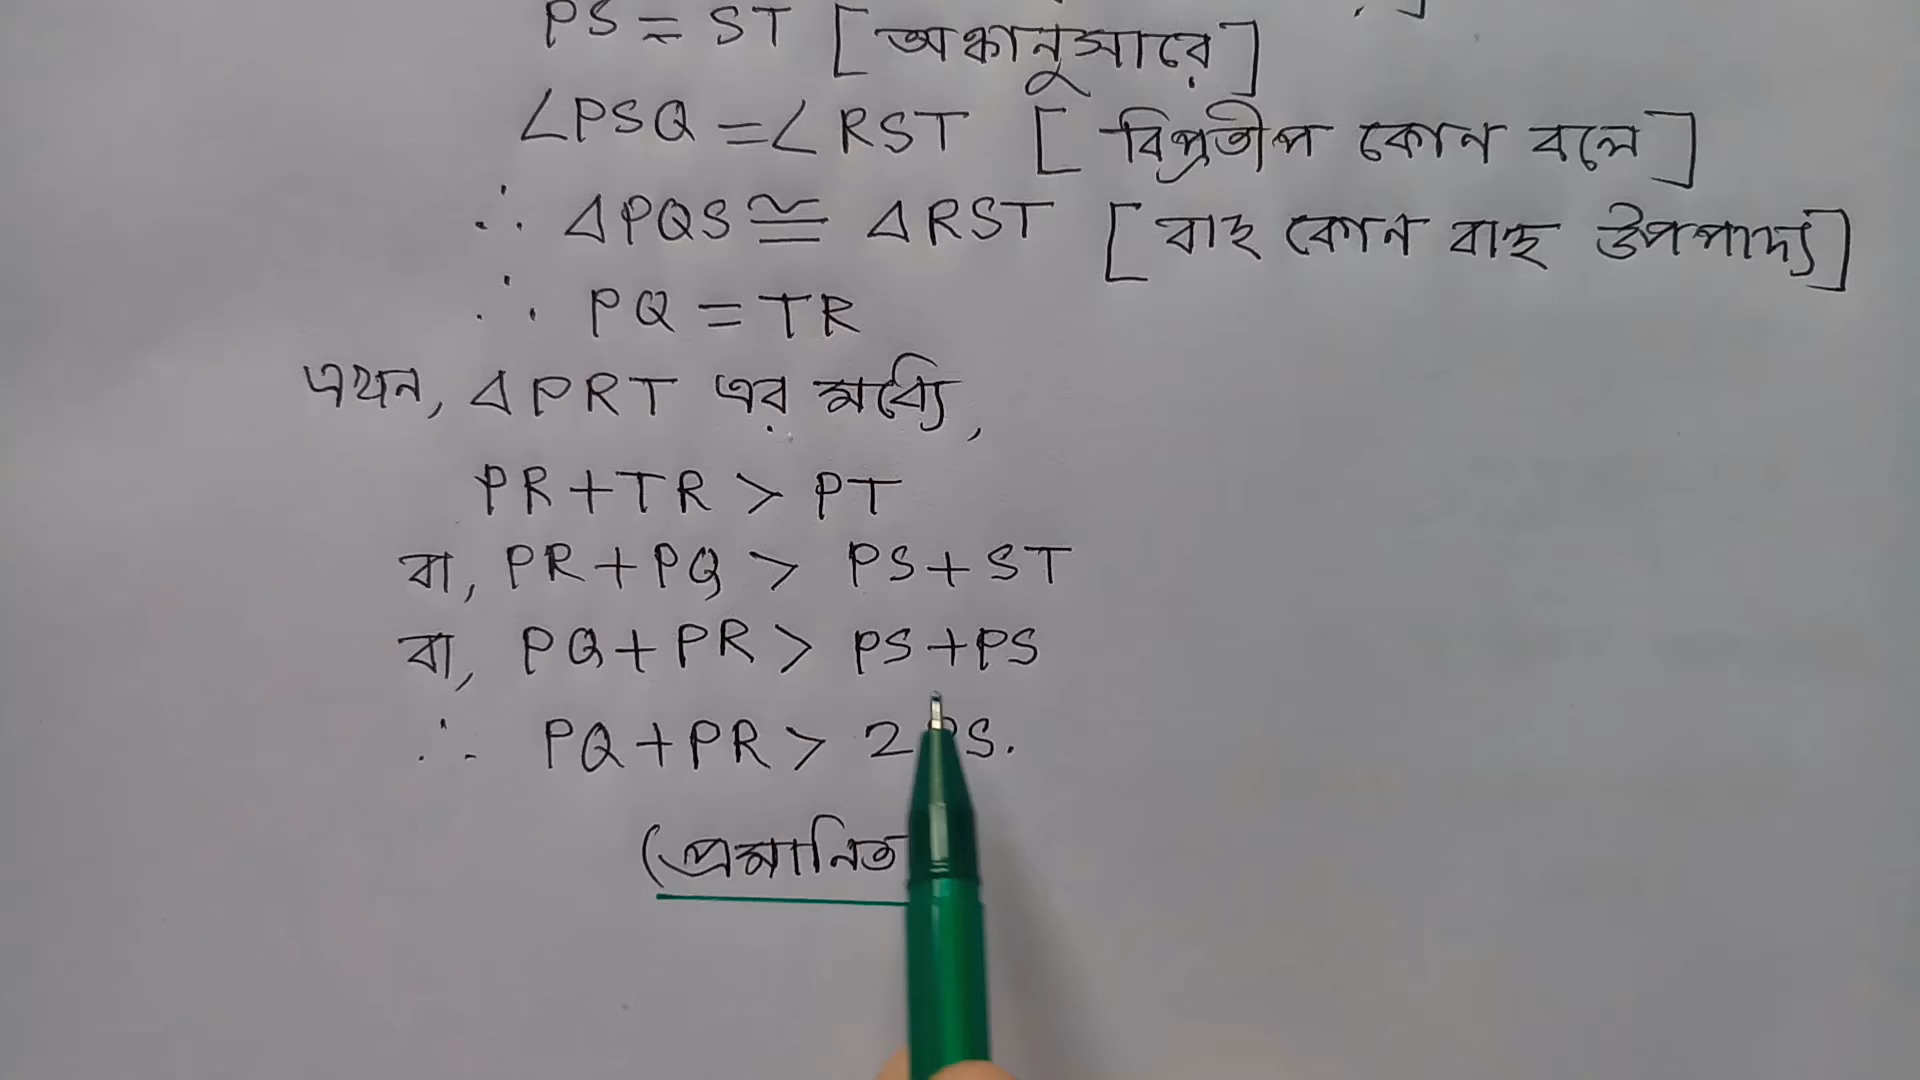 PS = ST [অঙ্কানুসারে]
∠PSQ = ∠RST [বিপ্রতীপ কোন বলে]
∴ ΔPQS ≅ ΔRST [বাহু কোন বাহু উপপাদ্য]
∴ PQ = TR
এখন, ΔPRT এর মধ্যে,
PR + TR > PT
বা, PR + PQ > PS + ST
বা, PQ + PR > PS + PS
∴ PQ + PR > 2PS.
(প্রমানিত